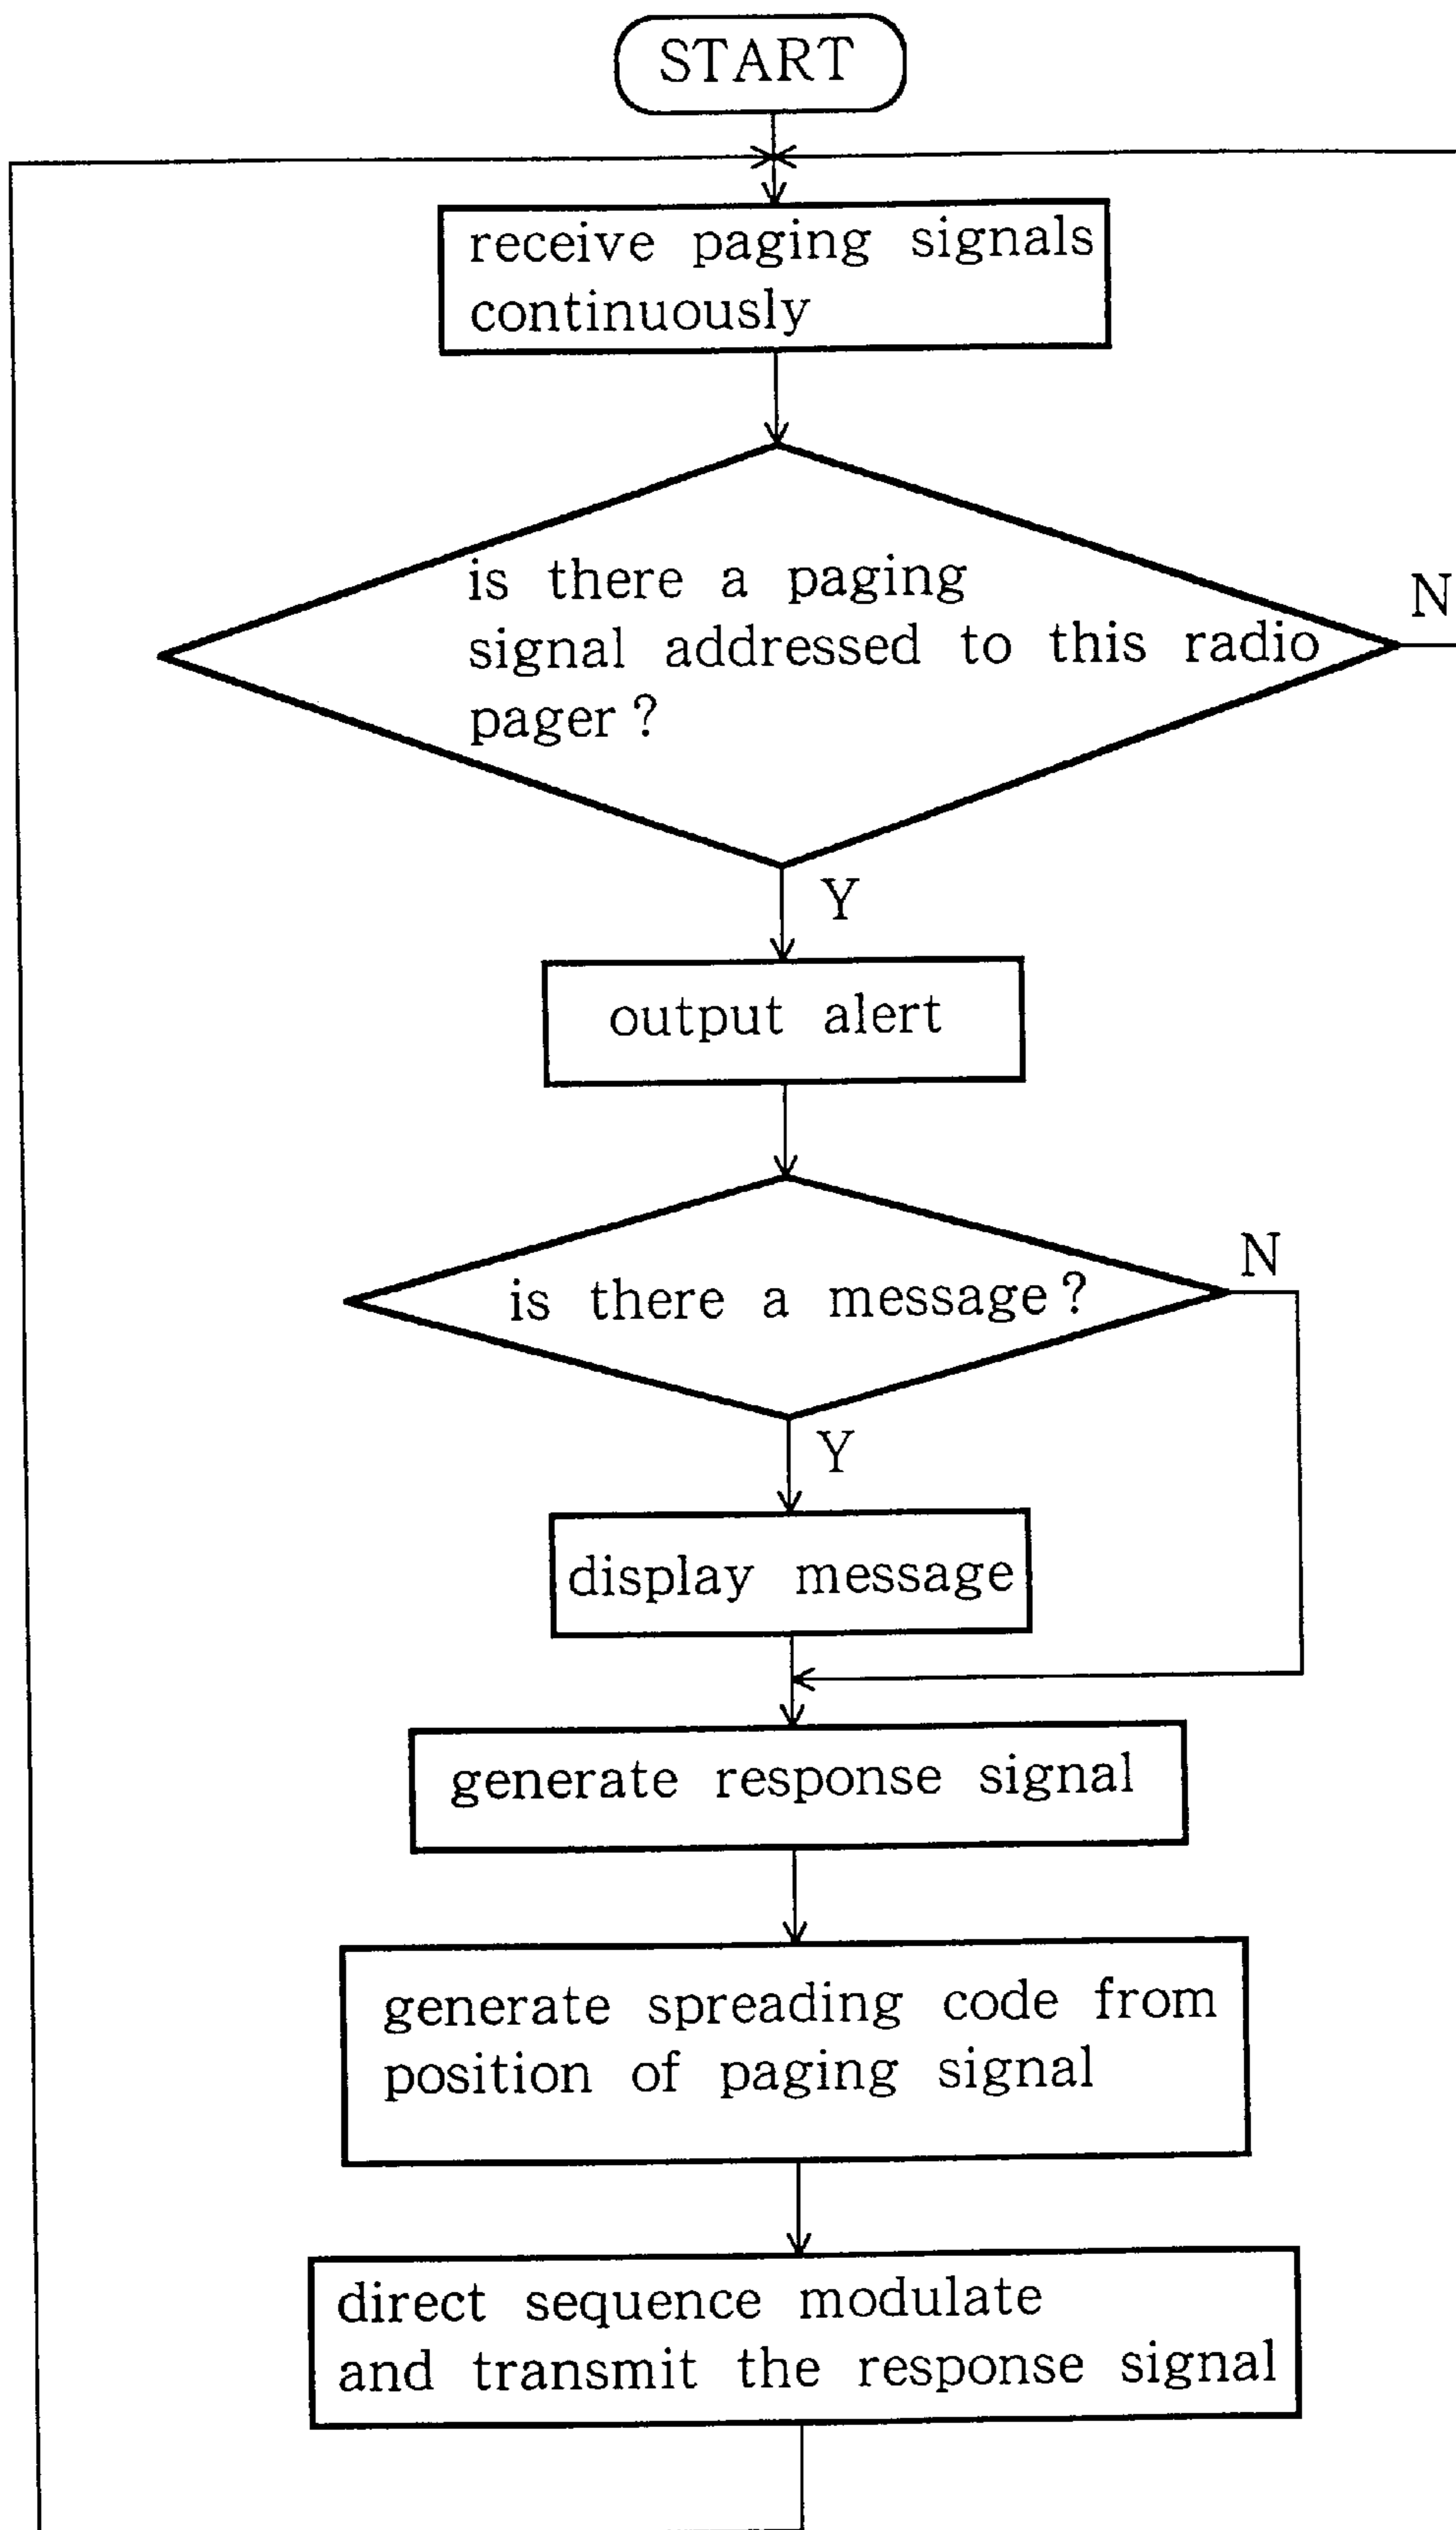 START
receive paging signals
continuously
is there a paging
signal addressed to this radio
pager?
N
Y
output alert
is there a message?
N
Y
display message
generate response signal
generate spreading code from
position of paging signal
direct sequence modulate
and transmit the response signal